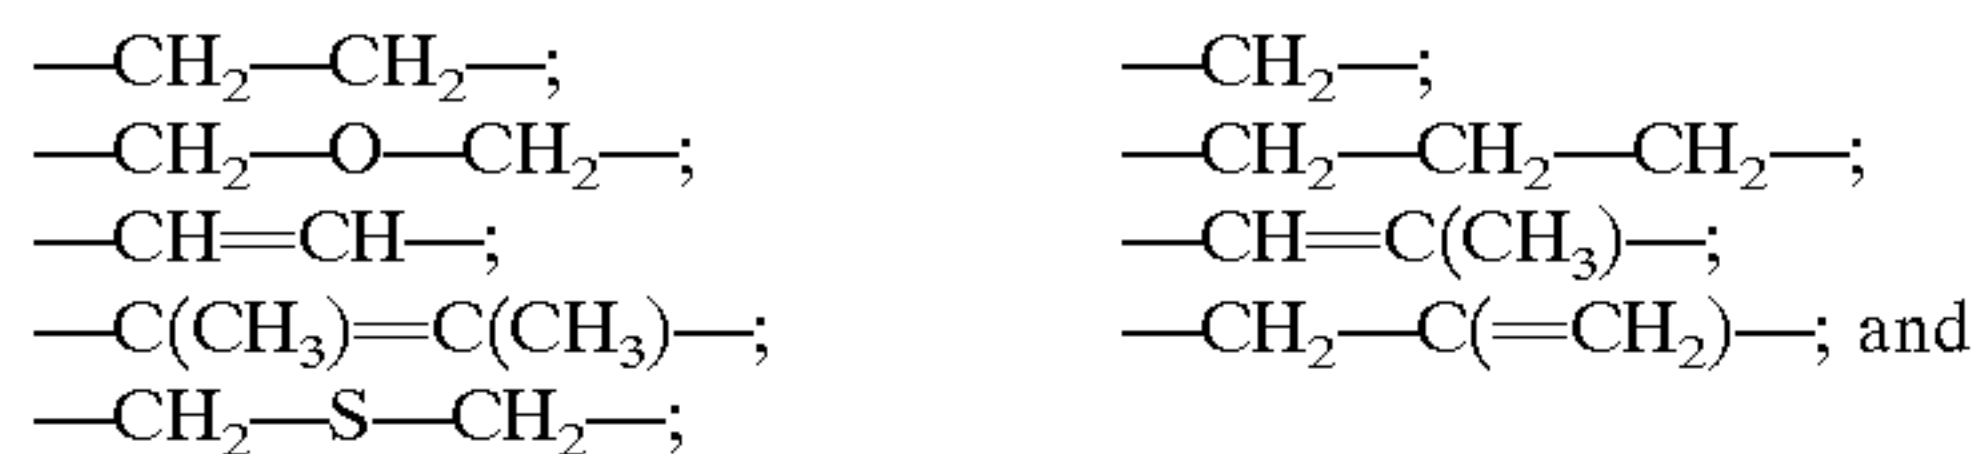 —CH₂—CH₂—; —CH₂—;
—CH₂—O—CH₂—; —CH₂—CH₂—CH₂—;
—CH=CH—; —CH=C(CH₃)—;
—C(CH₃)=C(CH₃)—; —CH₂—C(=CH₂)—; and
—CH₂—S—CH₂—;